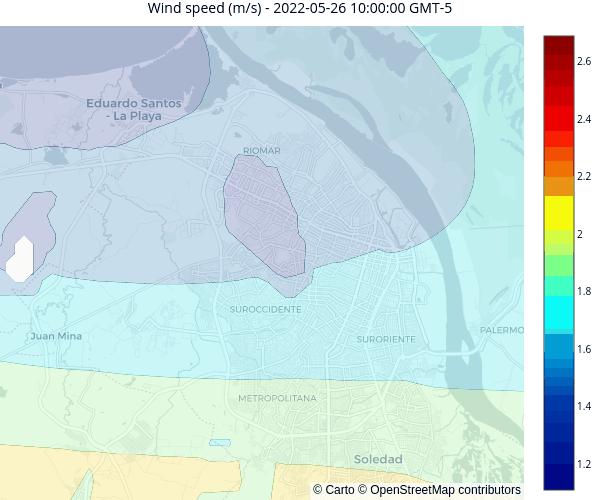 Wind speed (m/s) - 2022-05-26 10:00:00 GMT-5
Eduardo Santos
- La Playa
RIOMAR
SUROCCIDENTE
Juan Mina
SURORIENTE
PALERMO
METROPOLITANA
Soledad
© Carto © OpenStreetMap contributors
2.6
2.4
2.2
2
1.8
1.6
1.4
1.2